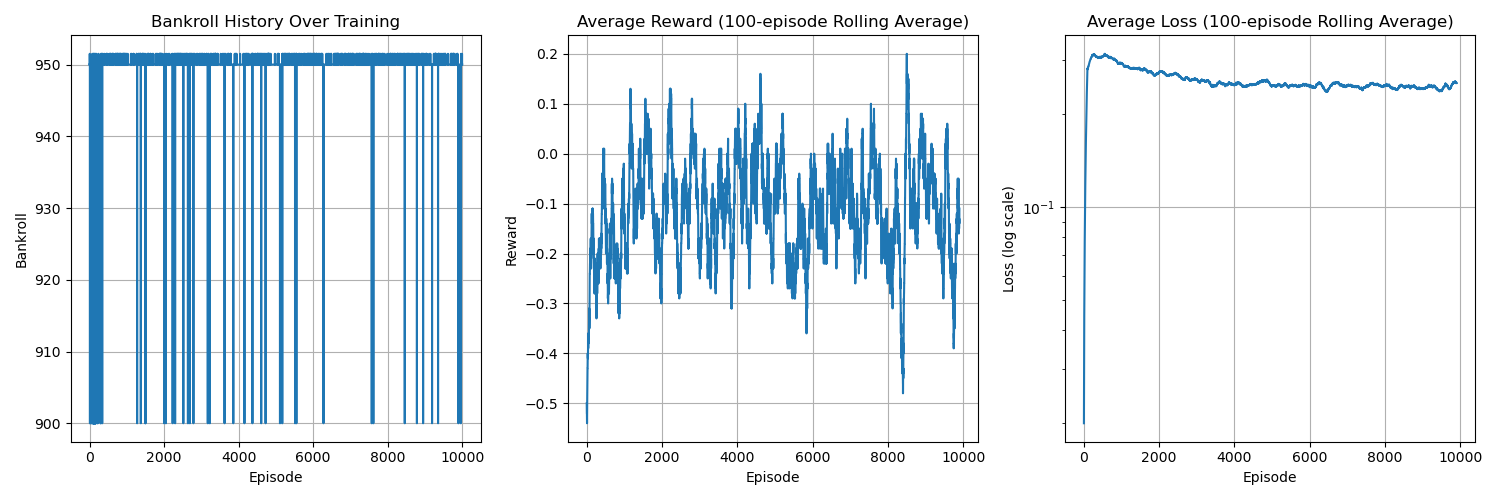 Bankroll History Over Training
Bankroll
950
940
930
920
910
900
0 2000 4000 6000 8000 10000
Episode
Average Reward (100-episode Rolling Average)
Reward
0.2
0.1
0.0
−0.1
−0.2
−0.3
−0.4
−0.5
0 2000 4000 6000 8000 10000
Episode
Average Loss (100-episode Rolling Average)
Loss (log scale)
10⁻¹
0 2000 4000 6000 8000 10000
Episode